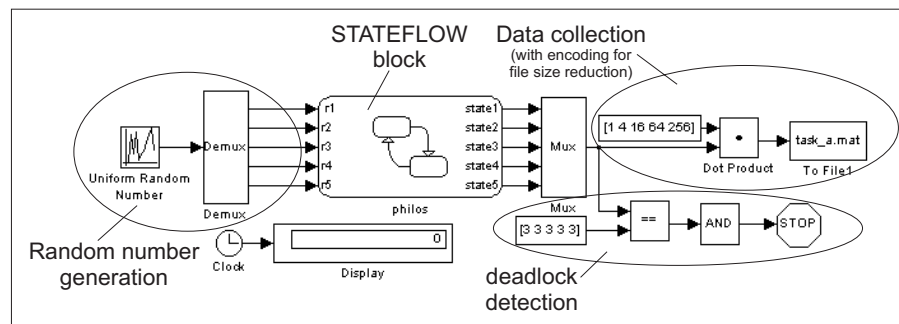 STATEFLOW
block
Data collection
(with encoding for
file size reduction)
r1
r2
r3
r4
r5
state1
state2
state3
state4
state5
[1 4 16 64 256]
Demux
Mux
task_a.mat
Uniform Random
Number
Dot Product
To File1
Demux
philos
Mux
==
AND
STOP
[3 3 3 3 3]
Random number
generation
0
Clock
Display
deadlock
detection